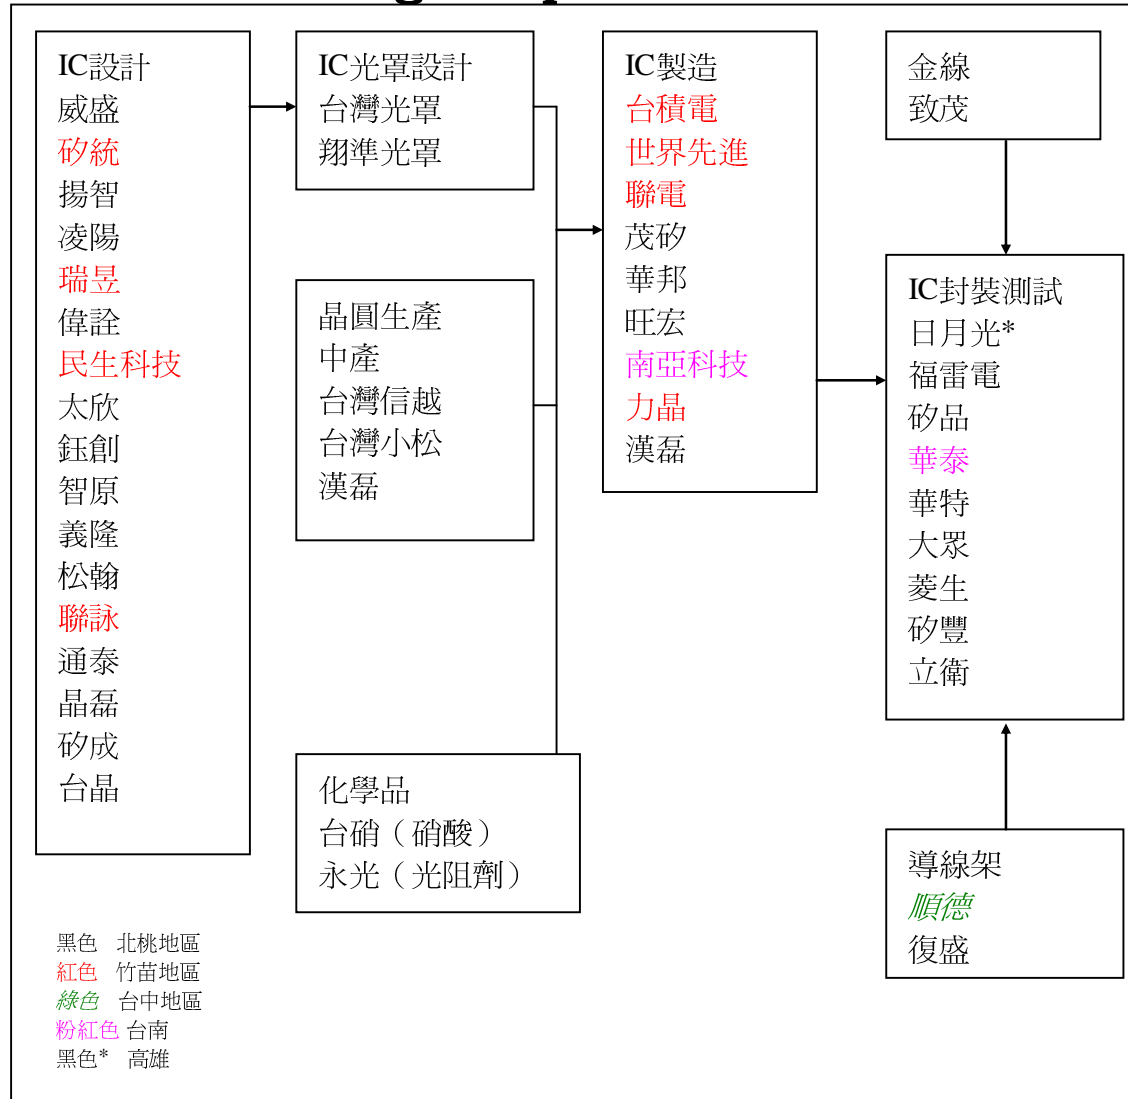 IC設計
威盛
矽統
揚智
凌陽
瑞昱
偉詮
民生科技
太欣
鈺創
智原
義隆
松翰
聯詠
通泰
晶磊
矽成
台晶
IC光罩設計
台灣光罩
翔準光罩
晶圓生產
中產
台灣信越
台灣小松
漢磊
化學品
台硝（硝酸）
永光（光阻劑）
IC製造
台積電
世界先進
聯電
茂矽
華邦
旺宏
南亞科技
力晶
漢磊
金線
致茂
IC封裝測試
日月光*
福雷電
矽品
華泰
華特
大眾
菱生
矽豐
立衛
導線架
順德
復盛
黑色 北桃地區
紅色 竹苗地區
綠色 台中地區
粉紅色 台南
黑色* 高雄